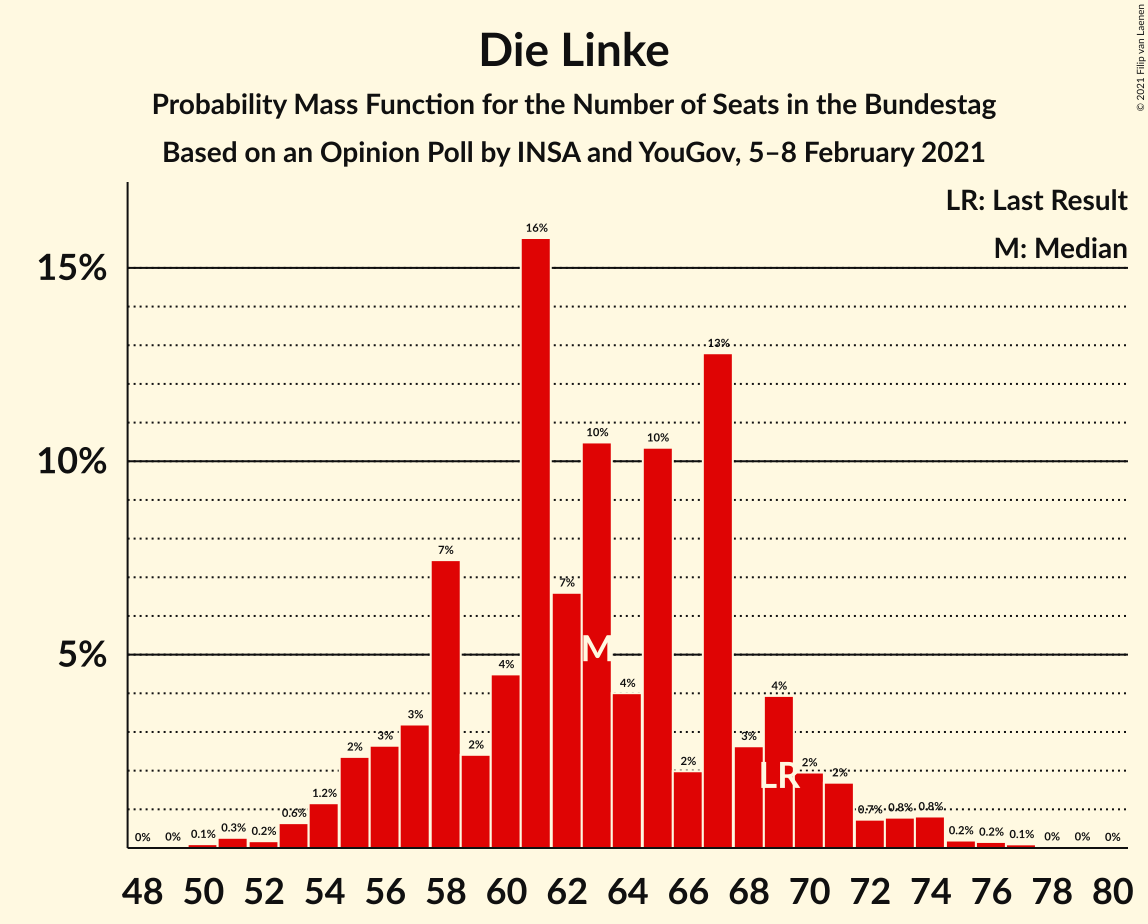 © 2021 Filip van Laenen
Die Linke
Probability Mass Function for the Number of Seats in the Bundestag
Based on an Opinion Poll by INSA and YouGov, 5–8 February 2021
LR: Last Result
M: Median
15%
10%
5%
0% 0% 0.1% 0.3% 0.2% 0.6% 1.2% 2% 3% 3% 7% 2% 4% 16% 7% 10% 4% 10% 2% 13% 3% 4% 2% 2% 0.7% 0.8% 0.8% 0.2% 0.2% 0.1% 0% 0% 0%
M
LR
48 50 52 54 56 58 60 62 64 66 68 70 72 74 76 78 80